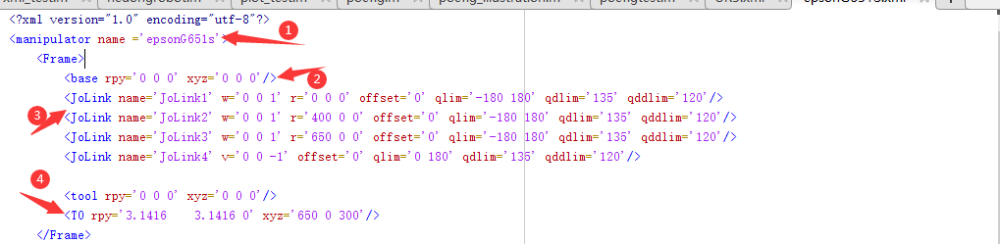 <?xml version="1.0" encoding="utf-8"?>
<manipulator name ='epsonG651s'>
1
<Frame>
<base rpy='0 0 0' xyz='0 0 0'/>
2
<JoLink name='JoLink1' w='0 0 1' r='0 0 0' offset='0' qlim='-180 180' qdlim='135' qddlim='120'/>
3
<JoLink name='JoLink2' w='0 0 1' r='400 0 0' offset='0' qlim='-180 180' qdlim='135' qddlim='120'/>
<JoLink name='JoLink3' w='0 0 1' r='650 0 0' offset='0' qlim='-180 180' qdlim='135' qddlim='120'/>
<JoLink name='JoLink4' v='0 0 -1' offset='0' qlim='0 180' qdlim='135' qddlim='120'/>
4
<tool rpy='0 0 0' xyz='0 0 0'/>
<T0 rpy='3.1416    3.1416 0' xyz='650 0 300'/>
</Frame>